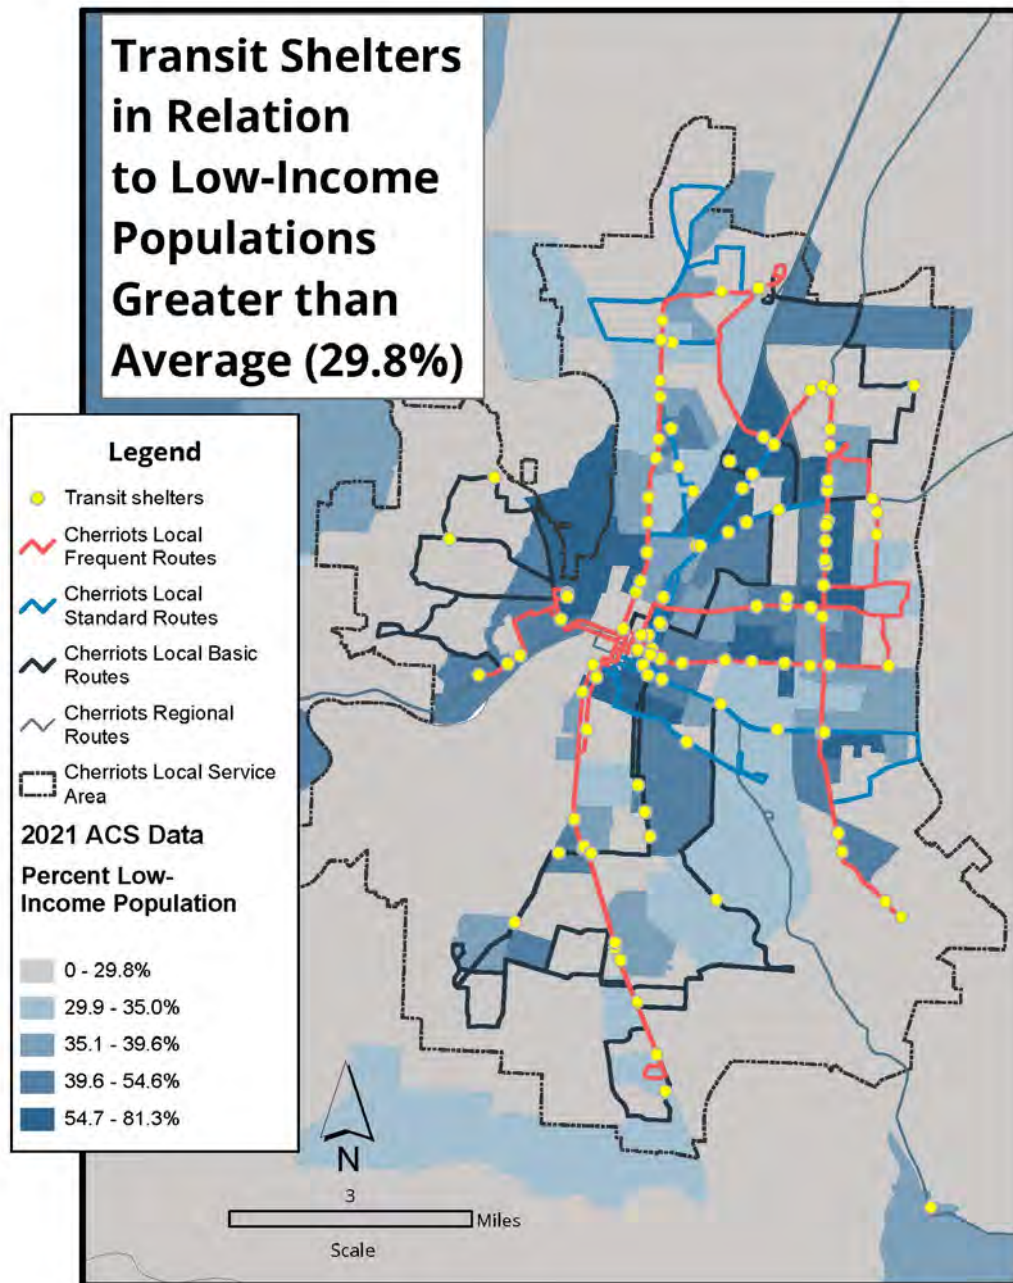 Transit Shelters
in Relation
to Low-Income
Populations
Greater than
Average (29.8%)
Legend
Transit shelters
Cherriots Local
Frequent Routes
Cherriots Local
Standard Routes
Cherriots Local Basic
Routes
Cherriots Regional
Routes
Cherriots Local Service
Area
2021 ACS Data
Percent Low-
Income Population
0 - 29.8%
29.9 - 35.0%
35.1 - 39.6%
39.6 - 54.6%
54.7 - 81.3%
N
3
Miles
Scale